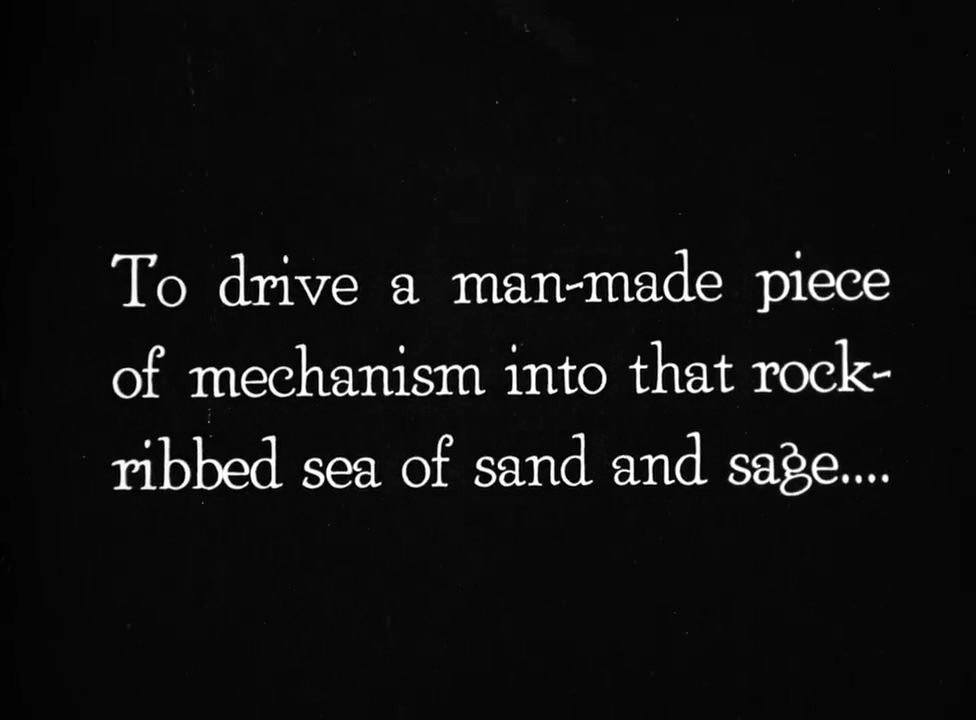 To drive a man-made piece
of mechanism into that rock-
ribbed sea of sand and sage....